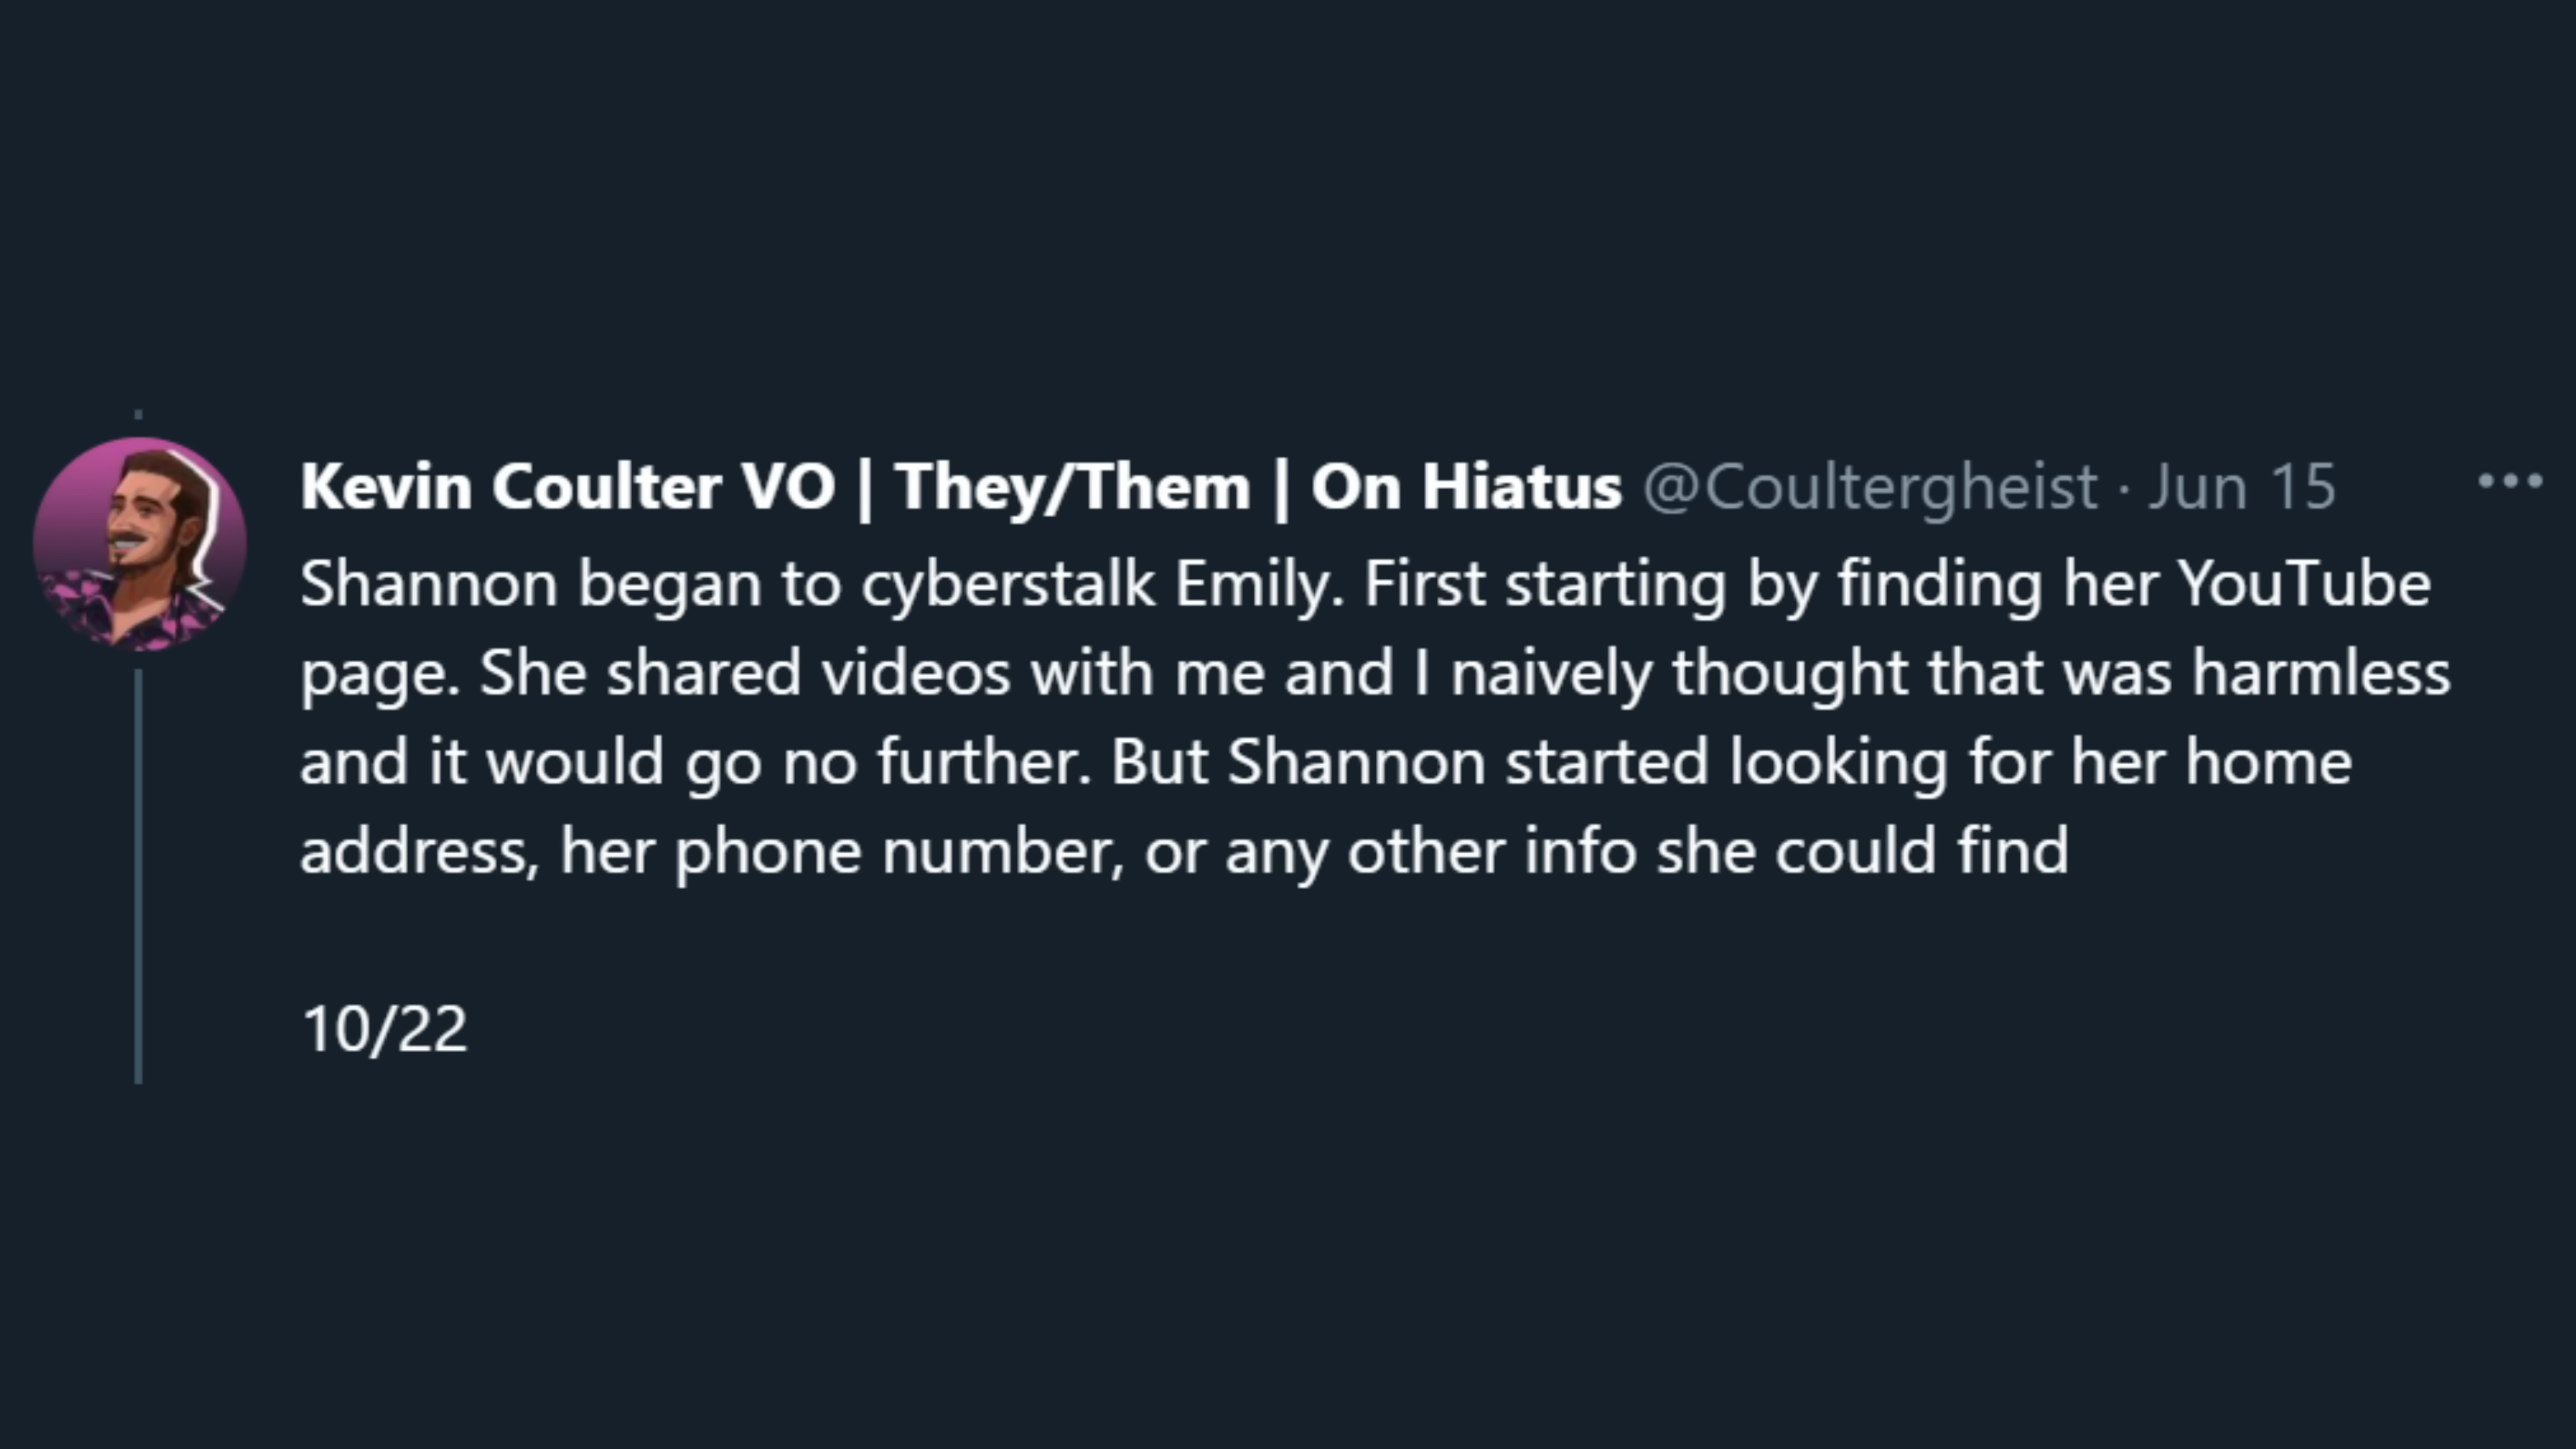 Kevin Coulter VO | They/Them | On Hiatus @Coultergheist · Jun 15
Shannon began to cyberstalk Emily. First starting by finding her YouTube
page. She shared videos with me and I naively thought that was harmless
and it would go no further. But Shannon started looking for her home
address, her phone number, or any other info she could find
10/22